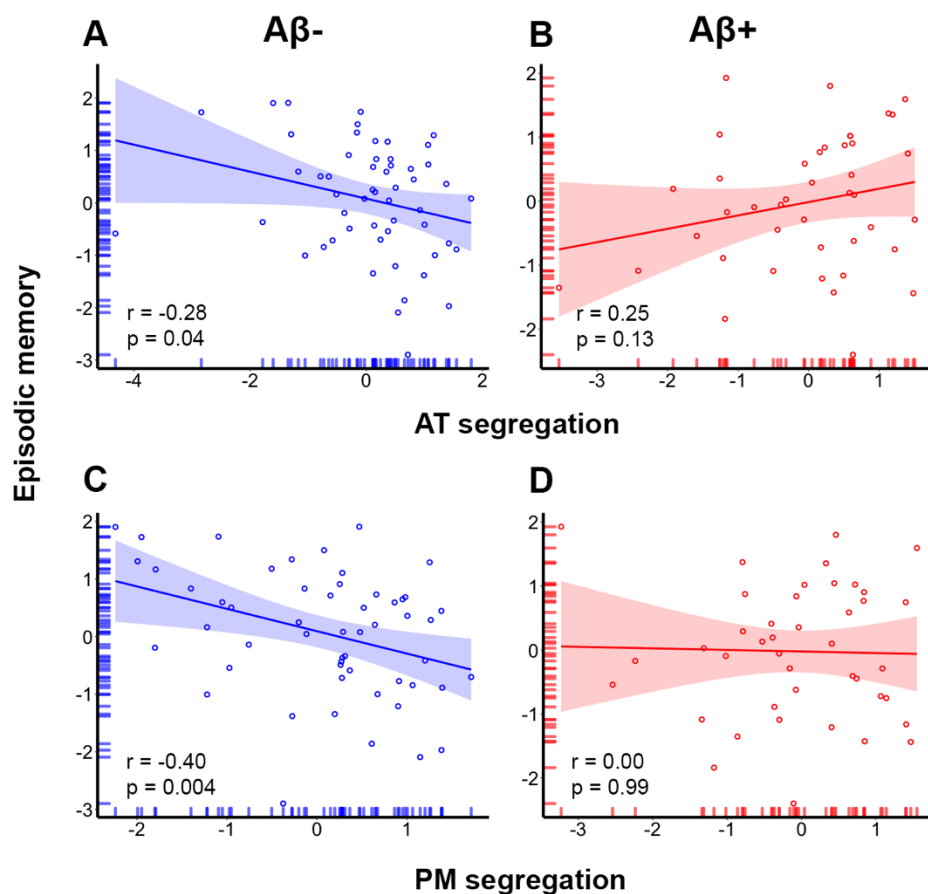 A
Aβ-
B
Aβ+
Episodic memory
2
1
0
-1
-2
-3
r = -0.28
p = 0.04
-4
-2
0
2
2
1
0
-1
-2
r = 0.25
p = 0.13
-3
-2
-1
0
1
AT segregation
C
D
2
1
0
-1
-2
-3
r = -0.40
p = 0.004
-2
-1
0
1
2
1
0
-1
-2
r = 0.00
p = 0.99
-3
-2
-1
0
1
PM segregation